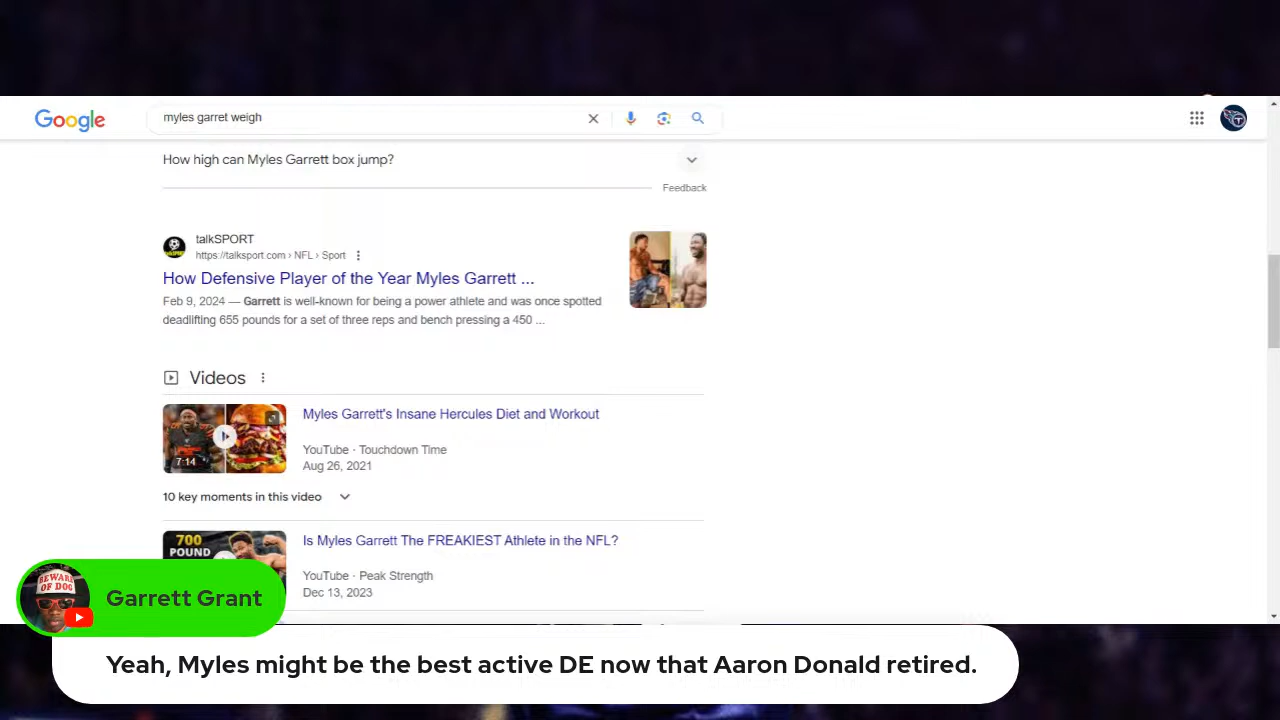 Google
myles garret weigh
How high can Myles Garrett box jump?
Feedback
talkSPORT
https://talksport.com › NFL › Sport
How Defensive Player of the Year Myles Garrett ...
Feb 9, 2024 — Garrett is well-known for being a power athlete and was once spotted
deadlifting 655 pounds for a set of three reps and bench pressing a 450 ...
Videos
Myles Garrett's Insane Hercules Diet and Workout
YouTube · Touchdown Time
7:14
Aug 26, 2021
10 key moments in this video
700
POUND
Is Myles Garrett The FREAKIEST Athlete in the NFL?
YouTube · Peak Strength
Dec 13, 2023
BEWARE
OF DOG
Garrett Grant
Yeah, Myles might be the best active DE now that Aaron Donald retired.